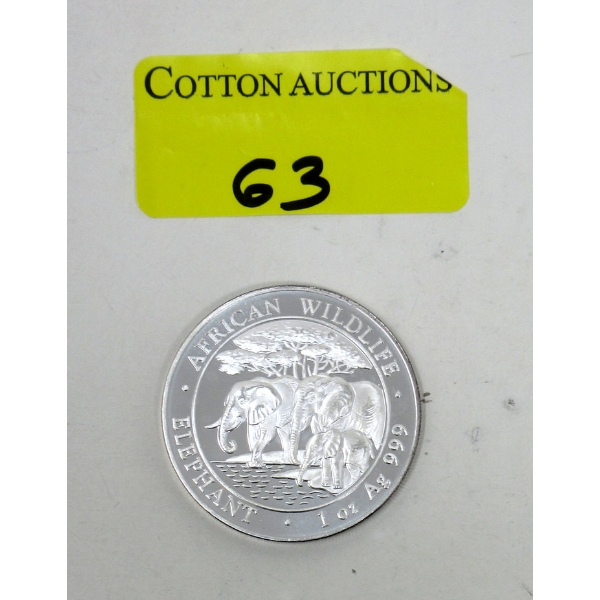 COTTON AUCTIONS
63
· AFRICAN WILDLIFE ·
ELEPHANT · 1 oz Ag 999